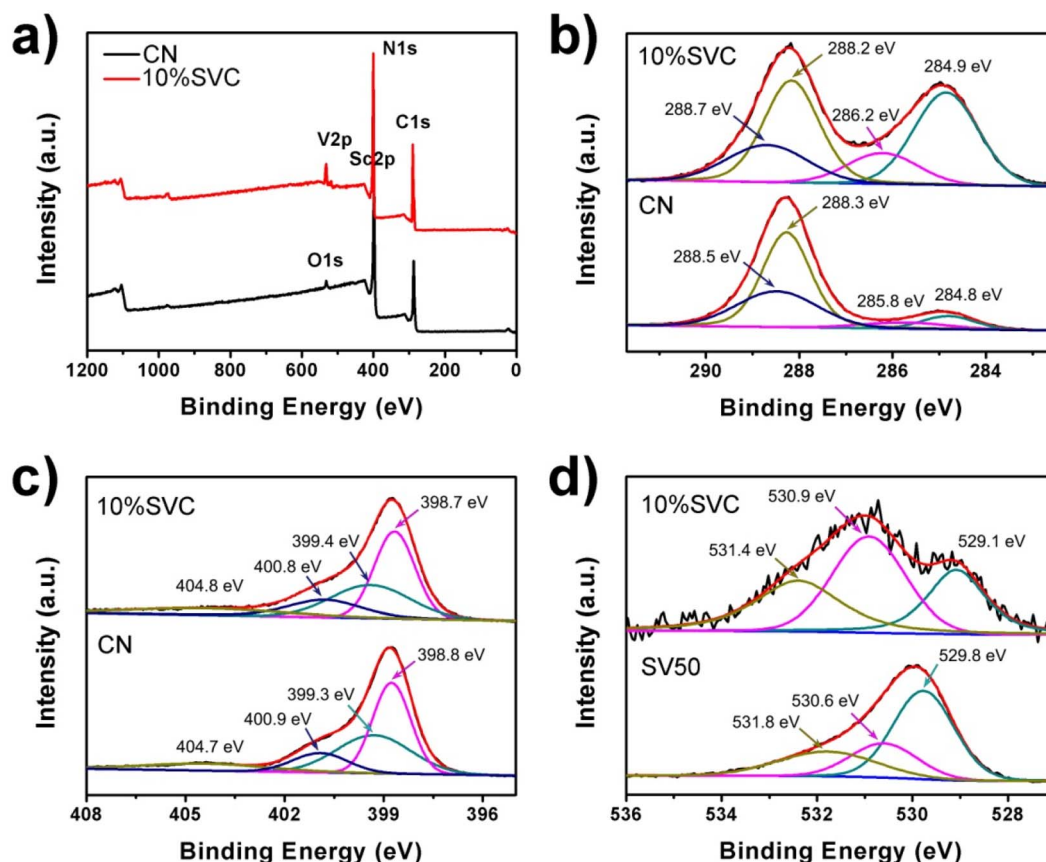 a)
CN
10%SVC
N1s
C1s
V2p
Sc2p
O1s
Intensity (a.u.)
1200 1000 800 600 400 200 0
Binding Energy (eV)
b)
10%SVC
288.2 eV
284.9 eV
288.7 eV
286.2 eV
CN
288.3 eV
288.5 eV
285.8 eV
284.8 eV
Intensity (a.u.)
290 288 286 284
Binding Energy (eV)
c)
10%SVC
398.7 eV
399.4 eV
400.8 eV
404.8 eV
CN
398.8 eV
399.3 eV
400.9 eV
404.7 eV
Intensity (a.u.)
408 405 402 399 396
Binding Energy (eV)
d)
10%SVC
530.9 eV
531.4 eV
529.1 eV
SV50
529.8 eV
530.6 eV
531.8 eV
Intensity (a.u.)
536 534 532 530 528
Binding Energy (eV)